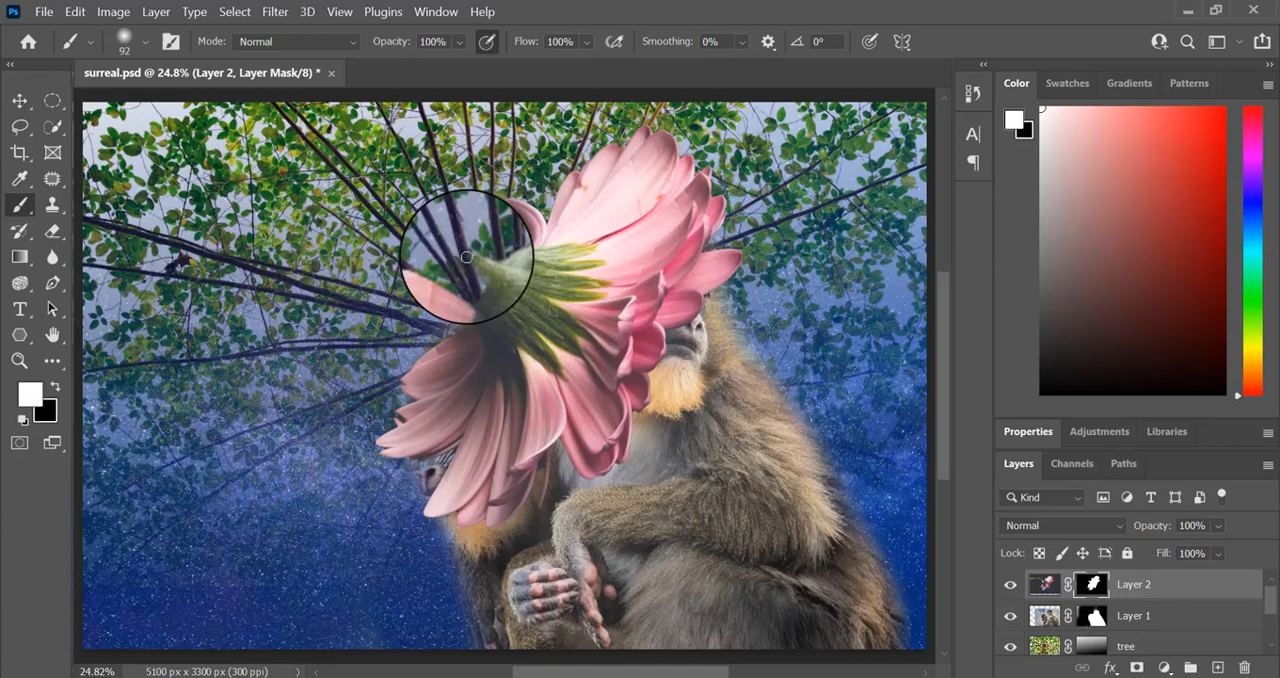 Ps File Edit Image Layer Type Select Filter 3D View Plugins Window Help
92 Mode: Normal Opacity: 100% Flow: 100% Smoothing: 0% 0°
surreal.psd @ 24.8% (Layer 2, Layer Mask/8) * ×
Color Swatches Gradients Patterns
A|
T
Properties Adjustments Libraries
Layers Channels Paths
Kind T
Normal Opacity: 100%
Lock: Fill: 100%
Layer 2
Layer 1
tree
fx
24.82% 5100 px x 3300 px (300 ppi)